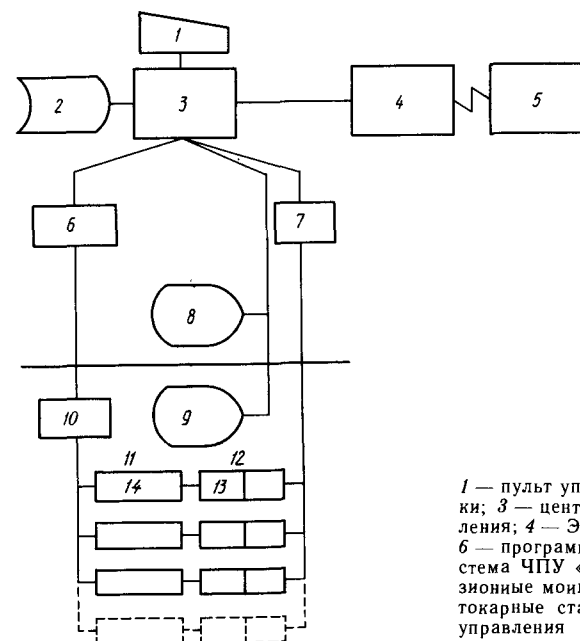 1
2
3
4
5
6
7
8
9
10
11
12
14
13
1 — пульт уп
ки; 3 — цент
ления; 4 — Э
6 — програм
стема ЧПУ «
зионные мои
токарные ста
управления